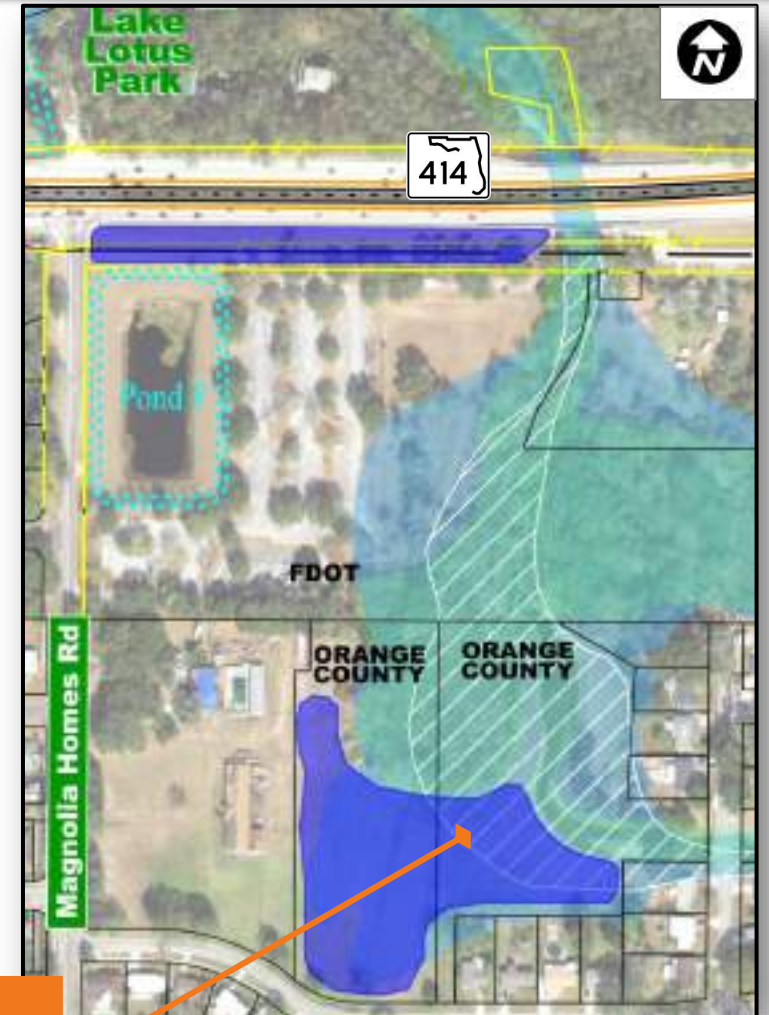 Lake
Lotus
Park
N
414
Pond
FDOT
ORANGE
COUNTY
ORANGE
COUNTY
Magnolia Homes Rd